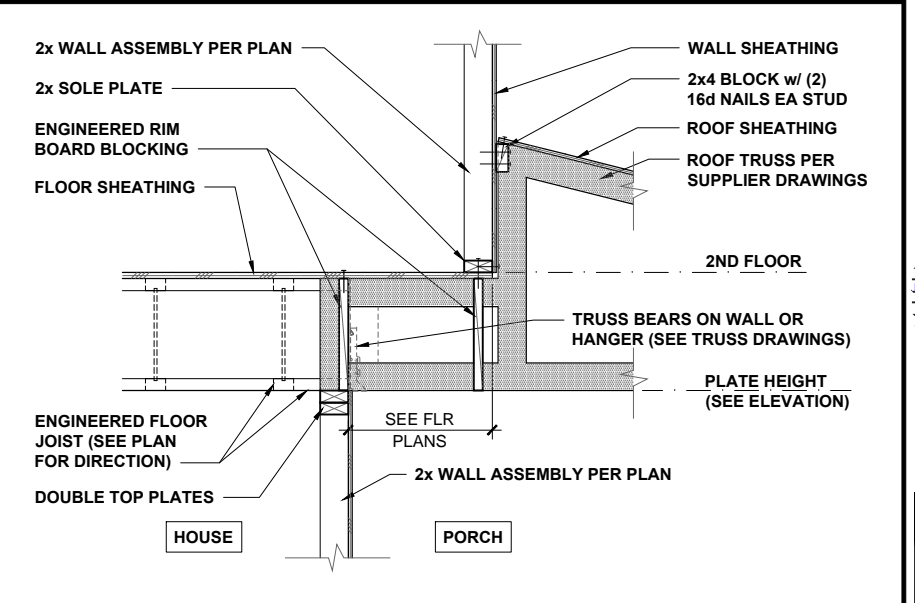 2x WALL ASSEMBLY PER PLAN
2x SOLE PLATE
ENGINEERED RIM
BOARD BLOCKING
FLOOR SHEATHING
WALL SHEATHING
2x4 BLOCK w/ (2)
16d NAILS EA STUD
ROOF SHEATHING
ROOF TRUSS PER
SUPPLIER DRAWINGS
2ND FLOOR
TRUSS BEARS ON WALL OR
HANGER (SEE TRUSS DRAWINGS)
PLATE HEIGHT
(SEE ELEVATION)
ENGINEERED FLOOR
JOIST (SEE PLAN
FOR DIRECTION)
DOUBLE TOP PLATES
SEE FLR
PLANS
2x WALL ASSEMBLY PER PLAN
HOUSE
PORCH